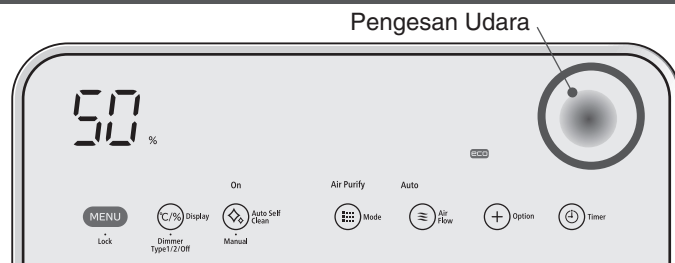 Pengesan Udara
50 %
eco
On
Air Purify
Auto
MENU
℃/% Display
Auto Self
Clean
Mode
Air
Flow
Option
Timer
Lock
Dimmer
Type1/2/Off
Manual